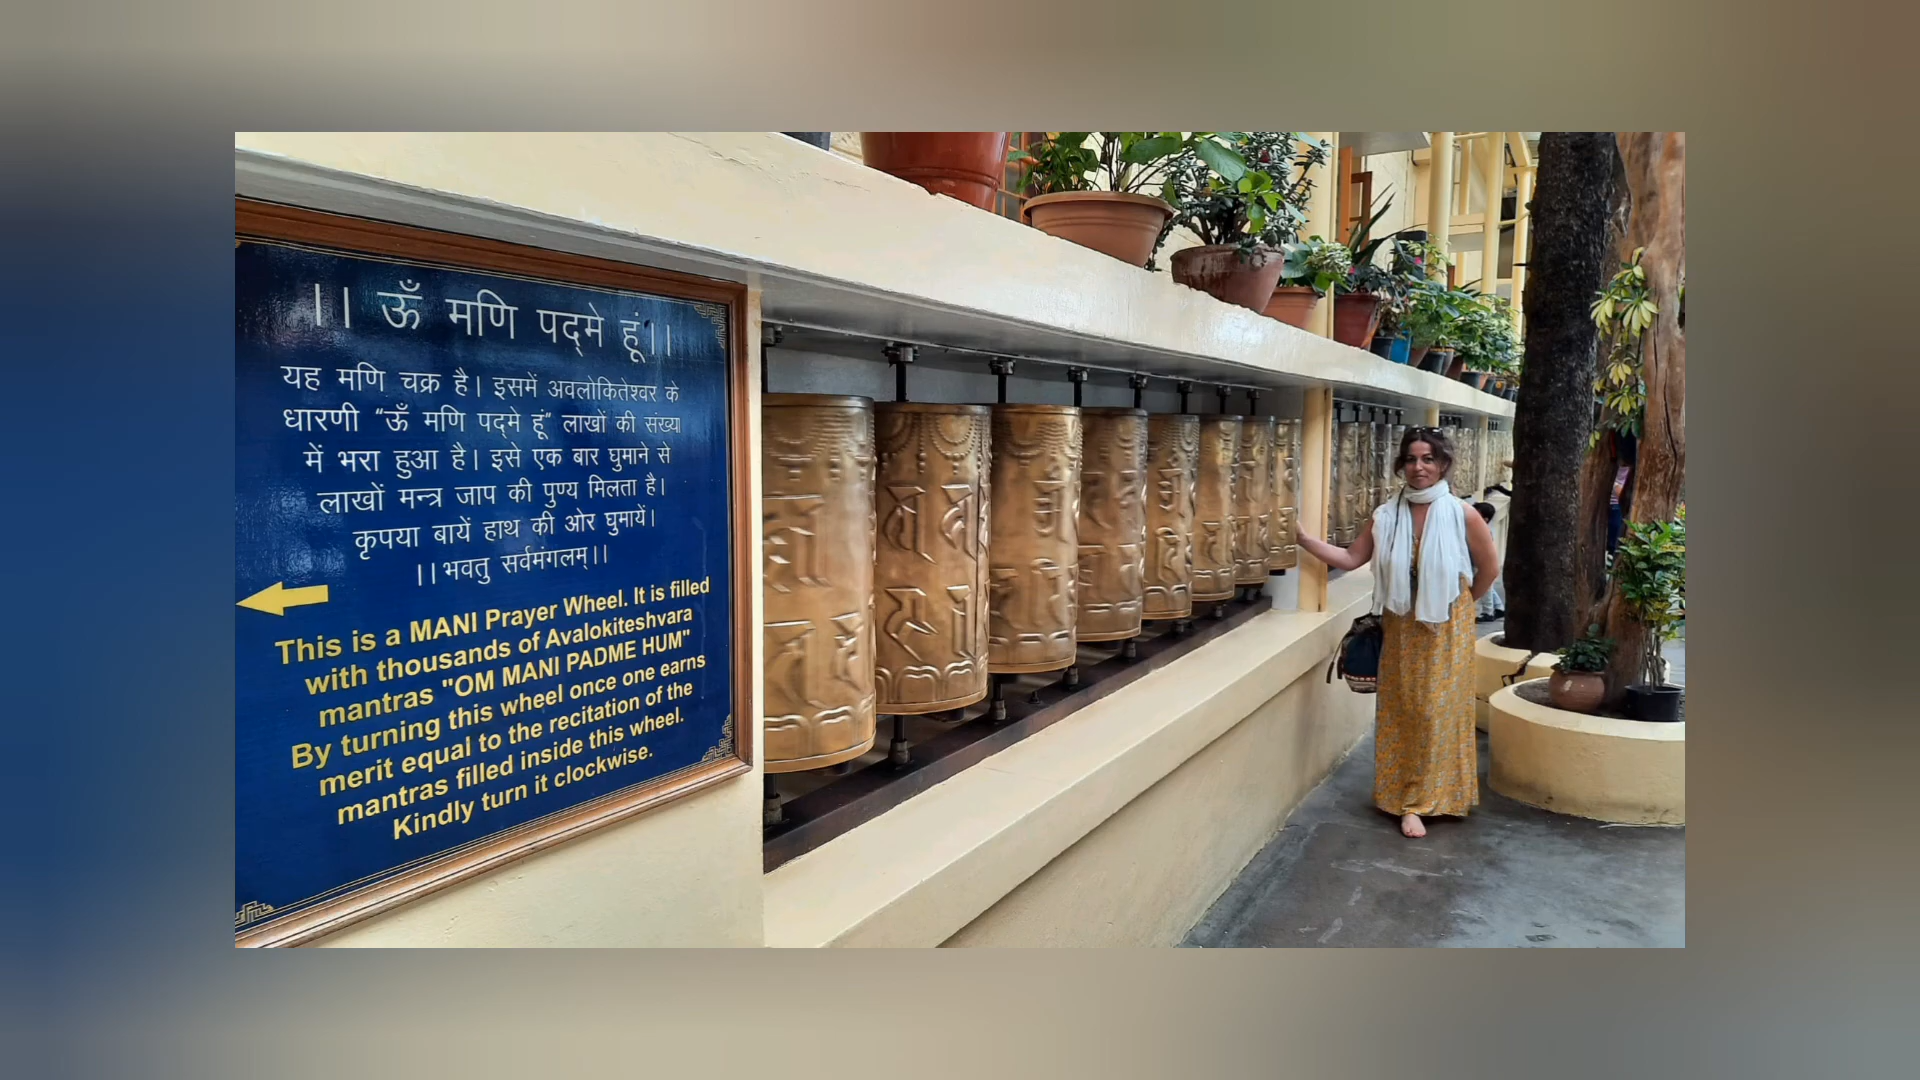 ।। ॐ मणि पद्मे हूं ।।
यह मणि चक्र है। इसमें अवलोकितेश्वर के
धारणी "ॐ मणि पद्मे हूं" लाखों की संख्या
में भरा हुआ है। इसे एक बार घुमाने से
लाखों मन्त्र जाप की पुण्य मिलता है।
कृपया बायें हाथ की ओर घुमायें।
।। भवतु सर्वमंगलम् ।।
This is a MANI Prayer Wheel. It is filled
with thousands of Avalokiteshvara
mantras "OM MANI PADME HUM"
By turning this wheel once one earns
merit equal to the recitation of the
mantras filled inside this wheel.
Kindly turn it clockwise.